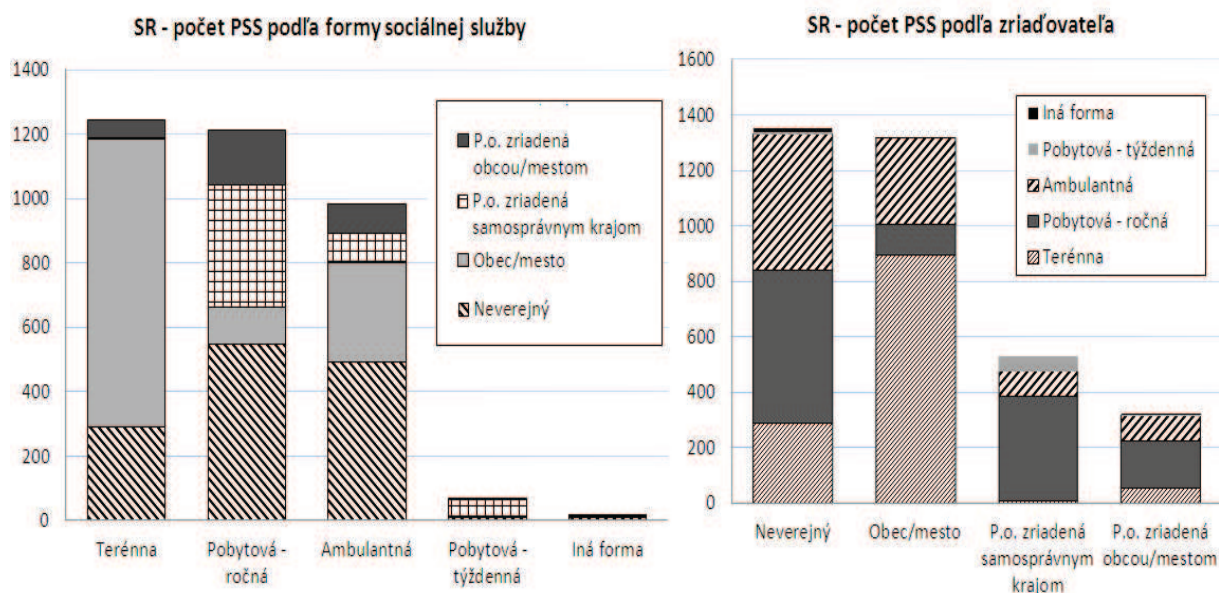 SR - počet PSS podľa formy sociálnej služby
1400
1200
1000
800
600
400
200
0
P.o. zriadená
obcou/mestom
P.o. zriadená
samosprávnym krajom
Obec/mesto
Neverejný
Terénna
Pobytová -
ročná
Ambulantná
Pobytová -
týždenná
Iná forma
SR - počet PSS podľa zriaďovateľa
1600
1400
1200
1000
800
600
400
200
0
Iná forma
Pobytová - týždenná
Ambulantná
Pobytová - ročná
Terénna
Neverejný
Obec/mesto
P.o. zriadená
samosprávnym
krajom
P.o. zriadená
obcou/mestom